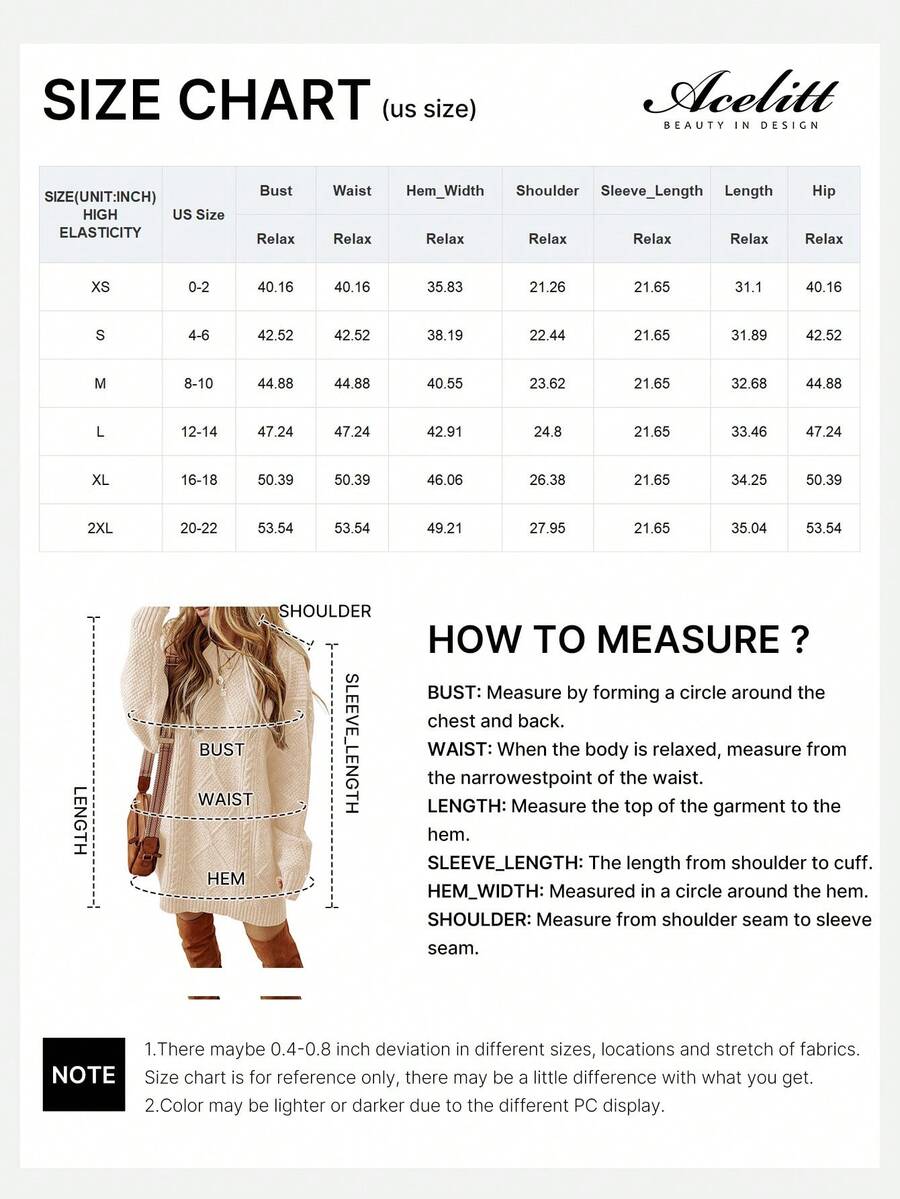 SIZE CHART (us size)
Acelitt
BEAUTY IN DESIGN
SIZE(UNIT:INCH) HIGH ELASTICITY US Size Bust Waist Hem_Width Shoulder Sleeve_Length Length Hip
Relax Relax Relax Relax Relax Relax Relax
XS 0-2 40.16 40.16 35.83 21.26 21.65 31.1 40.16
S 4-6 42.52 42.52 38.19 22.44 21.65 31.89 42.52
M 8-10 44.88 44.88 40.55 23.62 21.65 32.68 44.88
L 12-14 47.24 47.24 42.91 24.8 21.65 33.46 47.24
XL 16-18 50.39 50.39 46.06 26.38 21.65 34.25 50.39
2XL 20-22 53.54 53.54 49.21 27.95 21.65 35.04 53.54
SHOULDER
SLEEVE_LENGTH
BUST
WAIST
LENGTH
HEM
HOW TO MEASURE ?
BUST: Measure by forming a circle around the
chest and back.
WAIST: When the body is relaxed, measure from
the narrowestpoint of the waist.
LENGTH: Measure the top of the garment to the
hem.
SLEEVE_LENGTH: The length from shoulder to cuff.
HEM_WIDTH: Measured in a circle around the hem.
SHOULDER: Measure from shoulder seam to sleeve
seam.
NOTE
1.There maybe 0.4-0.8 inch deviation in different sizes, locations and stretch of fabrics.
Size chart is for reference only, there may be a little difference with what you get.
2.Color may be lighter or darker due to the different PC display.